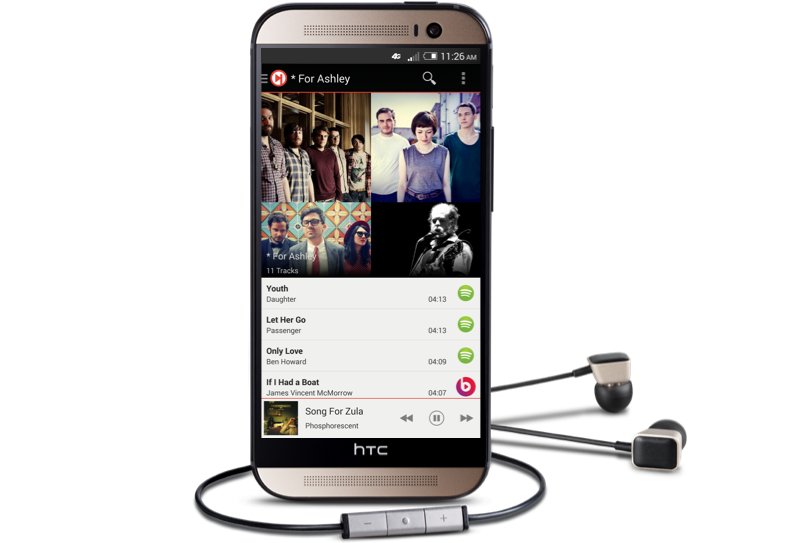 4G 11:26 AM
* For Ashley
* For Ashley
11 Tracks
Youth
Daughter 04:13
Let Her Go
Passenger 04:13
Only Love
Ben Howard 04:09
If I Had a Boat
James Vincent McMorrow 04:07
Song For Zula
Phosphorescent
hTC